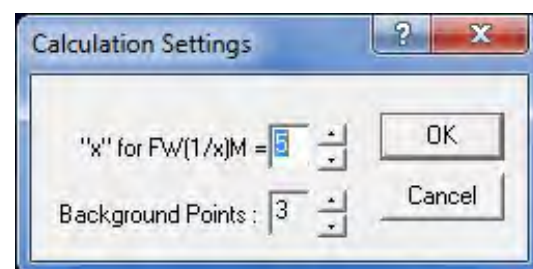 Calculation Settings
"x" for FW(1/x)M = 5
OK
Background Points : 3
Cancel